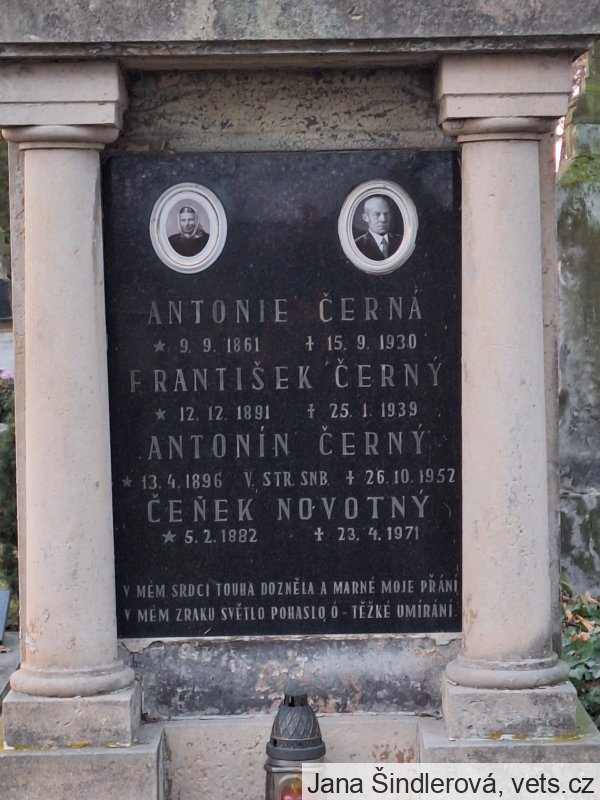 ANTONIE ČERNÁ
★ 9. 9. 1861 ✝ 15. 9. 1930
FRANTIŠEK ČERNÝ
★ 12. 12. 1891 ✝ 25. 1. 1939
ANTONÍN ČERNÝ
★ 13. 4. 1896 V. STR. SNB. ✝ 26. 10. 1952
ČEŇEK NOVOTNÝ
★ 5. 2. 1882 ✝ 23. 4. 1971
V MÉM SRDCI TOUHA DOZNĚLA A MARNÉ MOJE PŘÁNÍ
V MÉM ZRAKU SVĚTLO POHASLO Ó - TĚŽKÉ UMÍRÁNÍ.
Jana Šindlerová, vets.cz